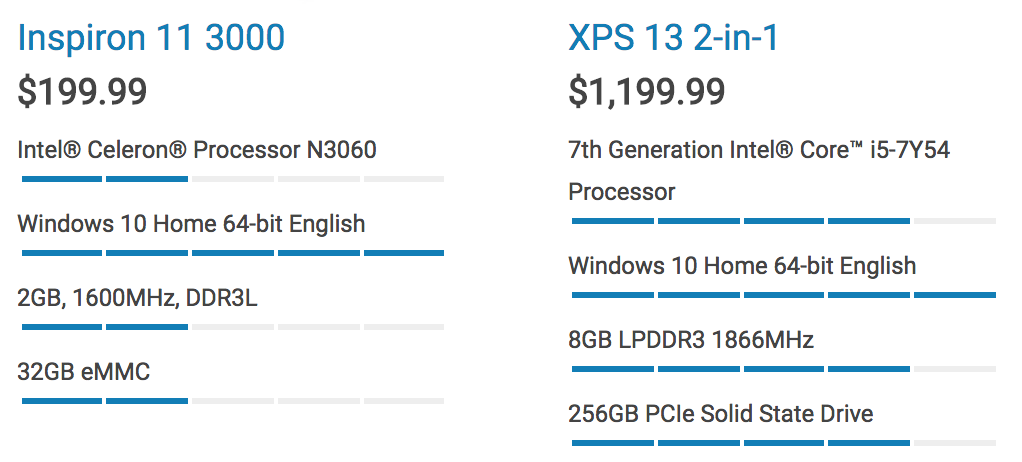 Inspiron 11 3000
$199.99
Intel® Celeron® Processor N3060
Windows 10 Home 64-bit English
2GB, 1600MHz, DDR3L
32GB eMMC
XPS 13 2-in-1
$1,199.99
7th Generation Intel® Core™ i5-7Y54
Processor
Windows 10 Home 64-bit English
8GB LPDDR3 1866MHz
256GB PCIe Solid State Drive